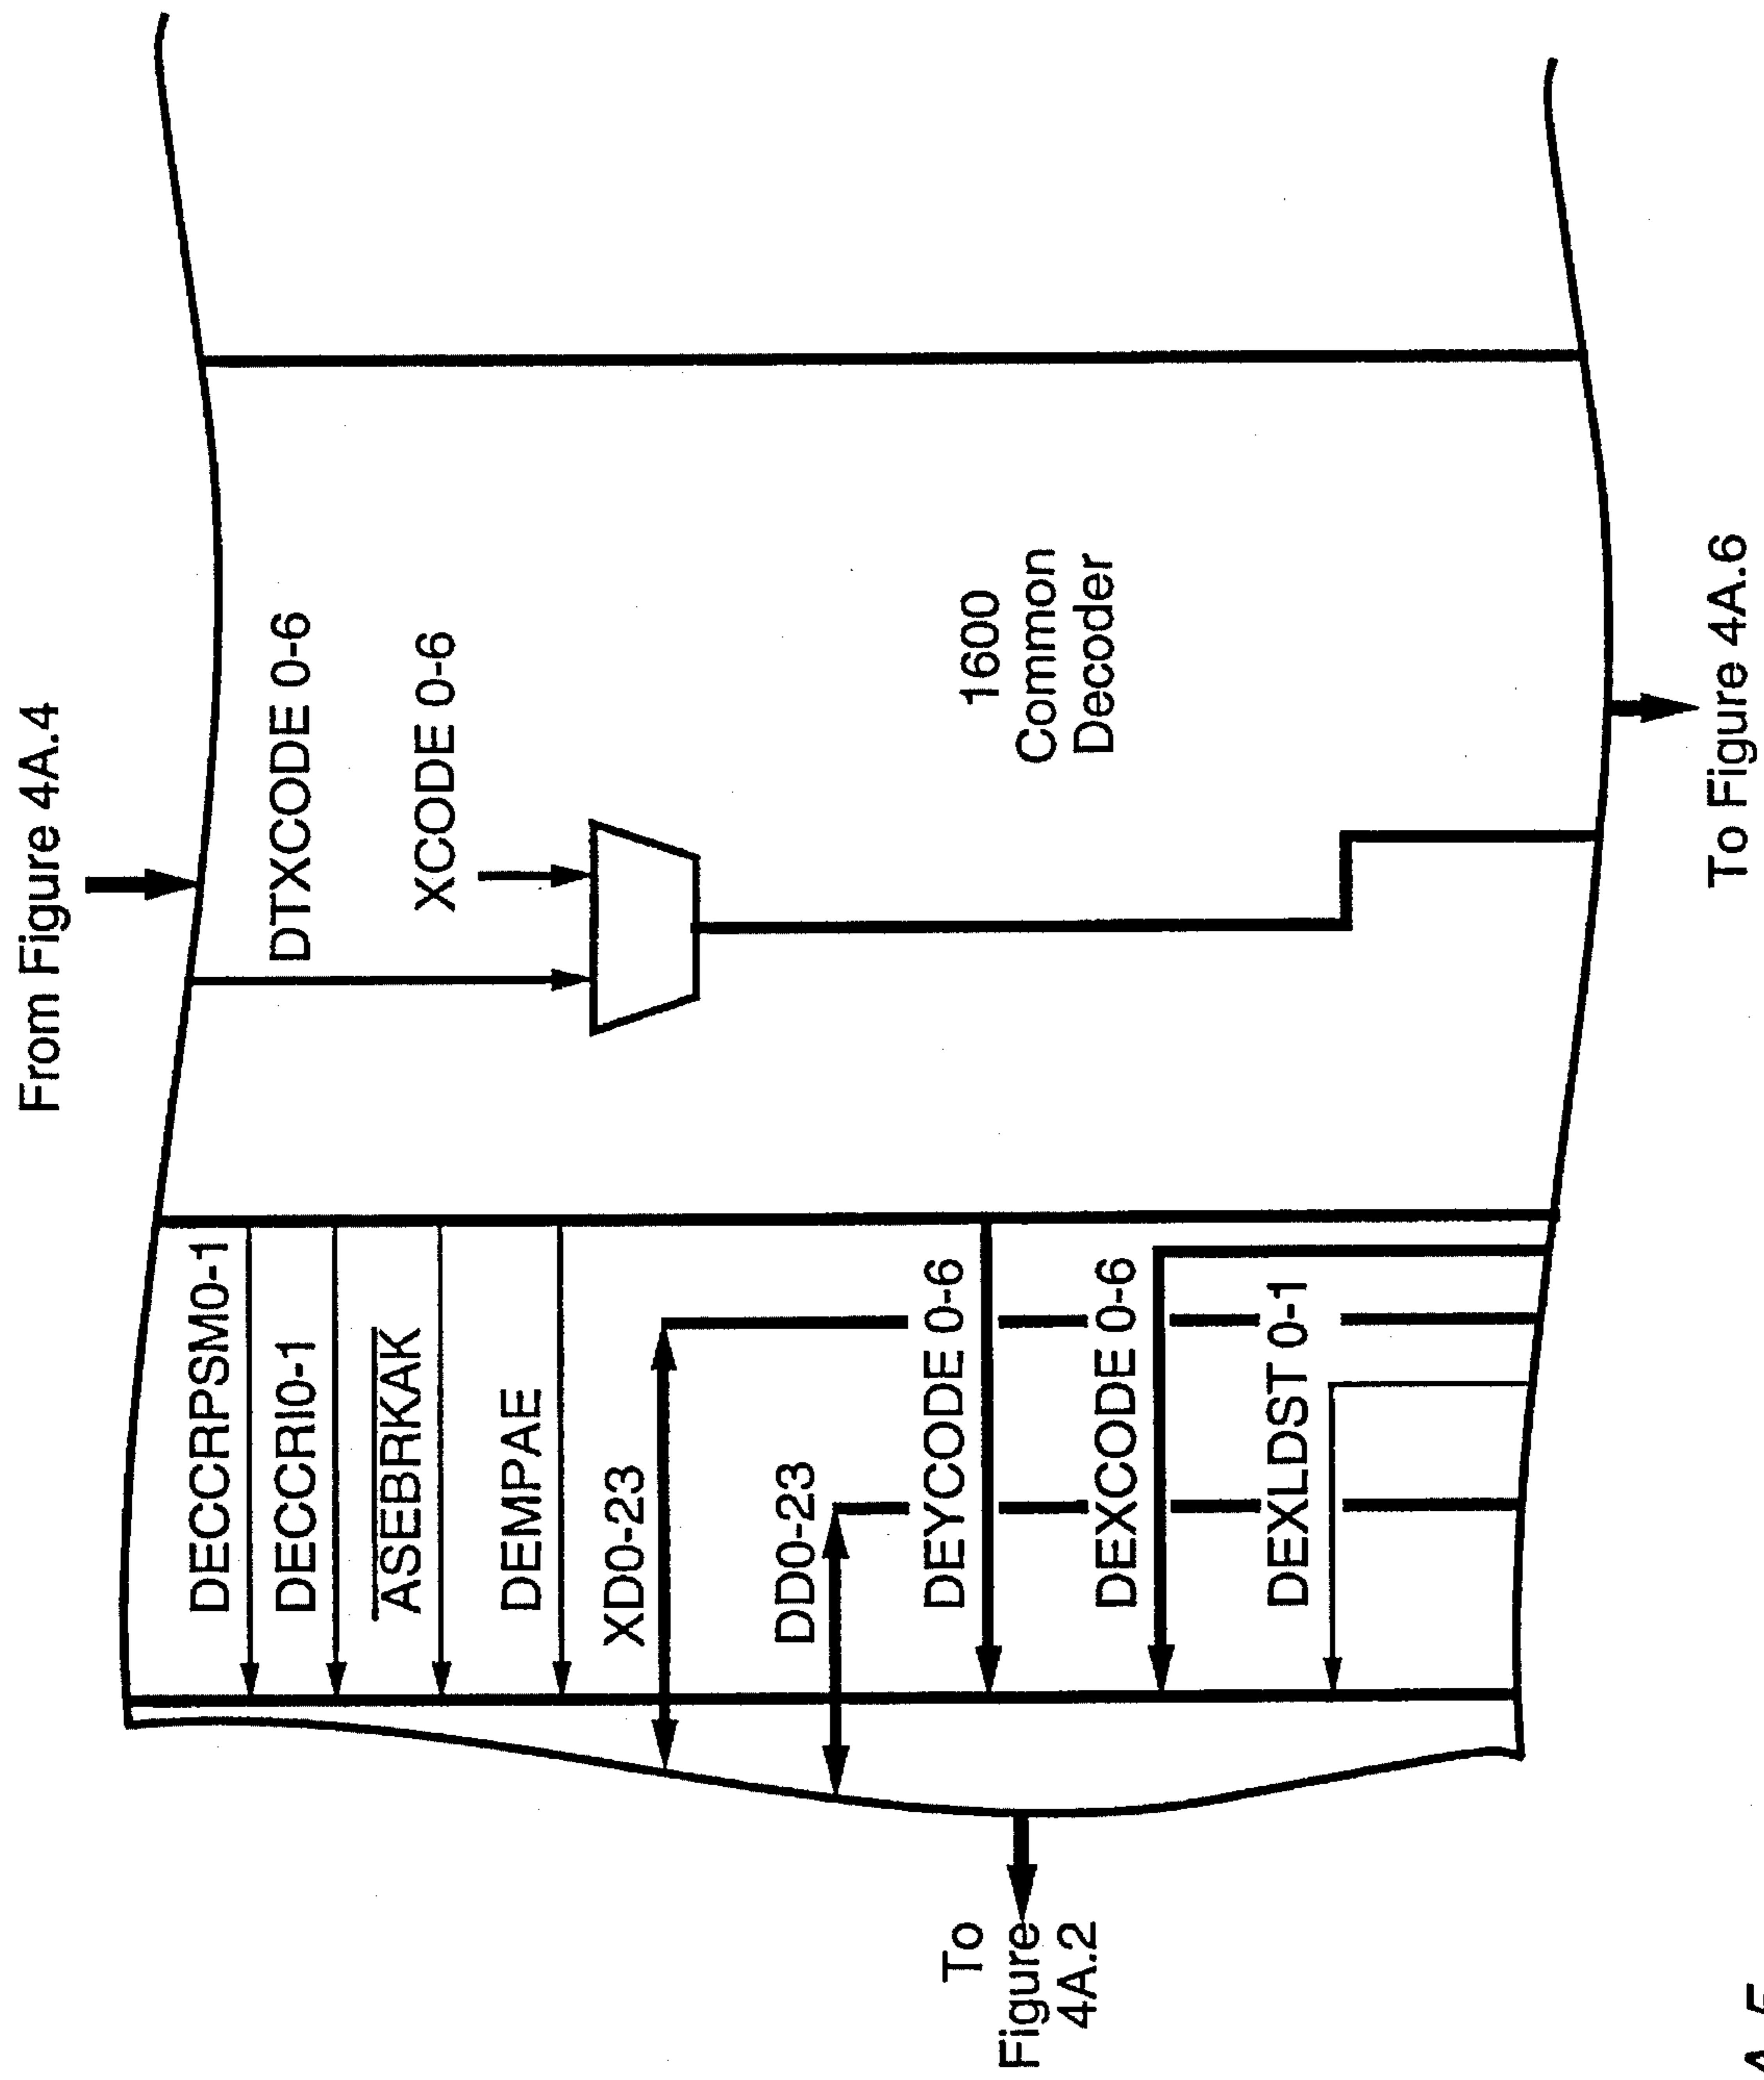 From Figure 4A.4
DTXCODE 0-6
XCODE 0-6
1600
Common
Decoder
DECCRPSM0-1
DECCRI0-1
ASEBRKAK
DEMPAE
XD0-23
DD0-23
DEYCODE 0-6
DEXCODE 0-6
DEXLDST 0-1
To
Figure
4A.2
To Figure 4A.6